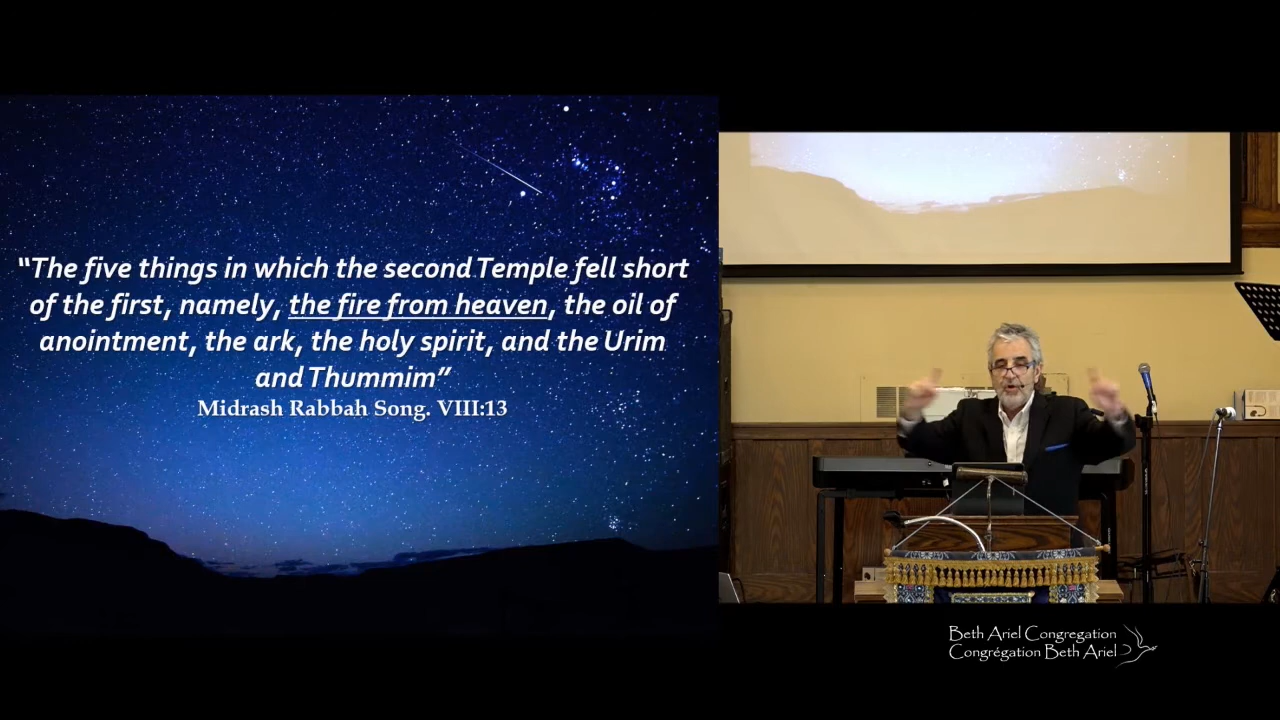 “The five things in which the second Temple fell short
of the first, namely, the fire from heaven, the oil of
anointment, the ark, the holy spirit, and the Urim
and Thummim”
Midrash Rabbah Song. VIII:13
Beth Ariel Congregation
Congrégation Beth Ariel